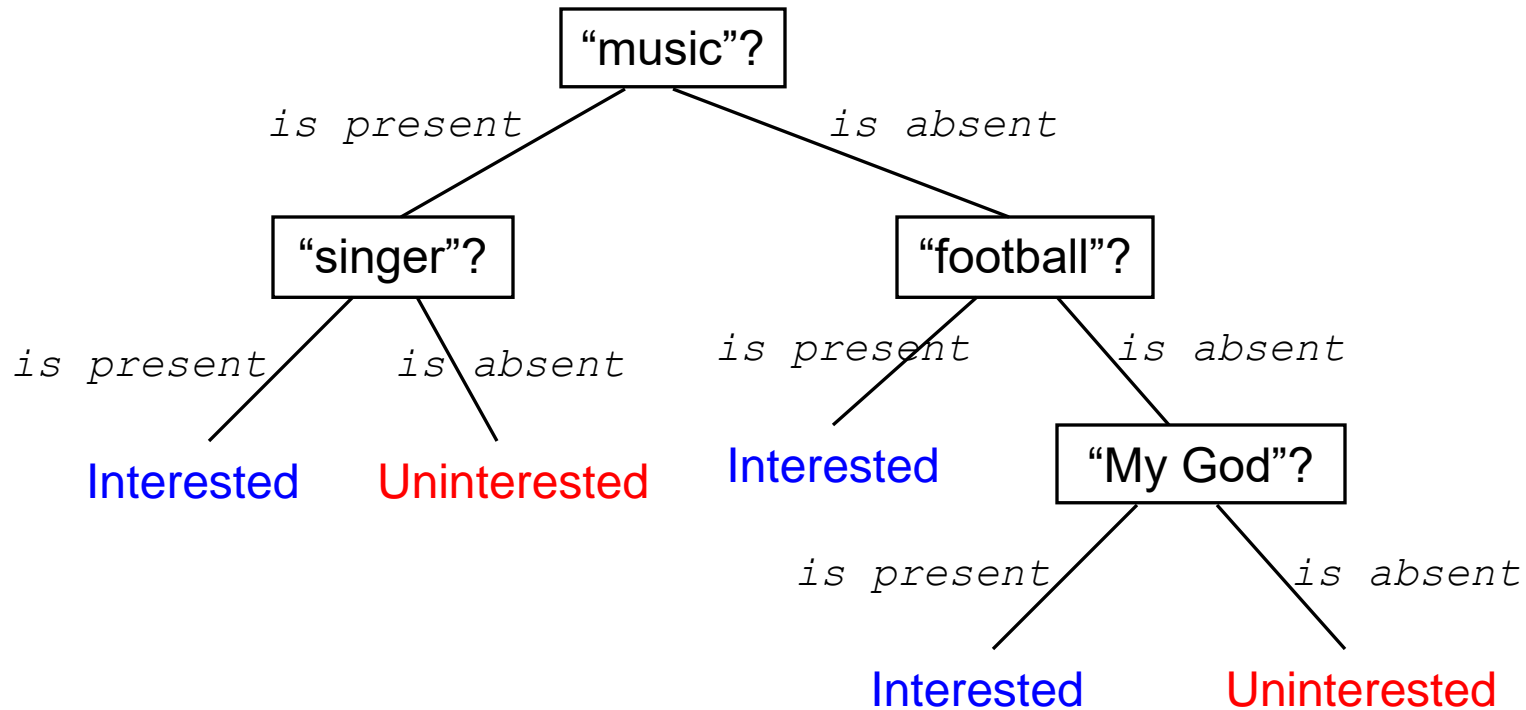 “music”?
is present
is absent
“singer”?
“football”?
is present
is absent
is present
is absent
Interested
Uninterested
Interested
“My God”?
is present
is absent
Interested
Uninterested